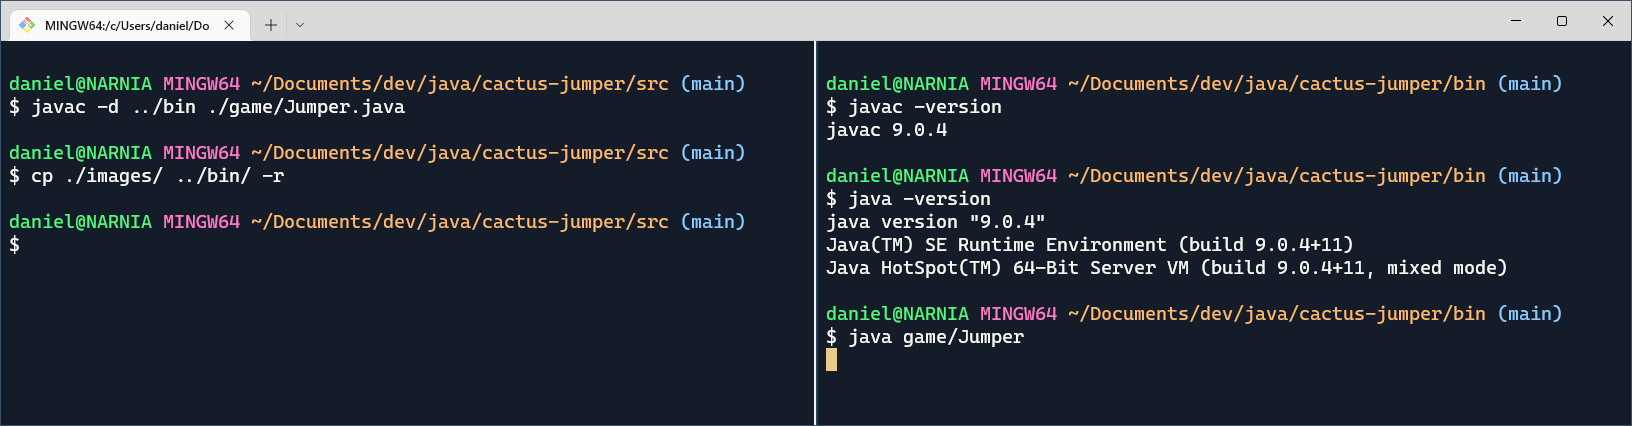 MINGW64:/c/Users/daniel/Do
daniel@NARNIA MINGW64 ~/Documents/dev/java/cactus-jumper/src (main)
$ javac -d ../bin ./game/Jumper.java
daniel@NARNIA MINGW64 ~/Documents/dev/java/cactus-jumper/src (main)
$ cp ./images/ ../bin/ -r
daniel@NARNIA MINGW64 ~/Documents/dev/java/cactus-jumper/src (main)
$
daniel@NARNIA MINGW64 ~/Documents/dev/java/cactus-jumper/bin (main)
$ javac -version
javac 9.0.4
daniel@NARNIA MINGW64 ~/Documents/dev/java/cactus-jumper/bin (main)
$ java -version
java version "9.0.4"
Java(TM) SE Runtime Environment (build 9.0.4+11)
Java HotSpot(TM) 64-Bit Server VM (build 9.0.4+11, mixed mode)
daniel@NARNIA MINGW64 ~/Documents/dev/java/cactus-jumper/bin (main)
$ java game/Jumper